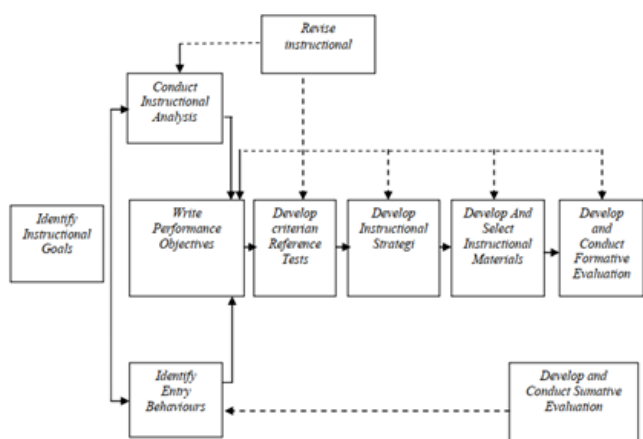 Revise
instructional
Conduct
Instructional
Analysis
Identify
Instructional
Goals
Write
Performance
Objectives
Develop
criterian
Reference
Tests
Develop
Instructional
Strategi
Develop And
Select
Instructional
Materials
Develop
and
Conduct
Formative
Evaluation
Identify
Entry
Behaviours
Develop and
Conduct Sumative
Evaluation